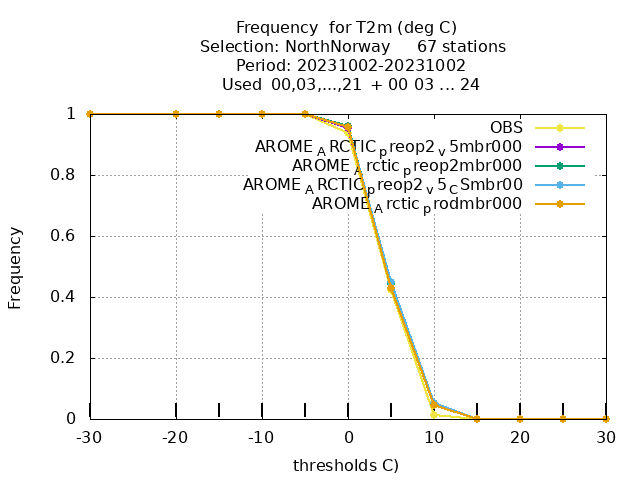 Frequency for T2m (deg C)
Selection: NorthNorway 67 stations
Period: 20231002-20231002
Used 00,03,...,21 + 00 03 ... 24
OBS
AROME_ARCTIC_preop2_v5mbr000
AROME_Arctic_preop2mbr000
AROME_ARCTIC_preop2_v5_CSmbr00
AROME_Arctic_prodmbr000
Frequency
1
0.8
0.6
0.4
0.2
0
-30 -20 -10 0 10 20 30
thresholds C)